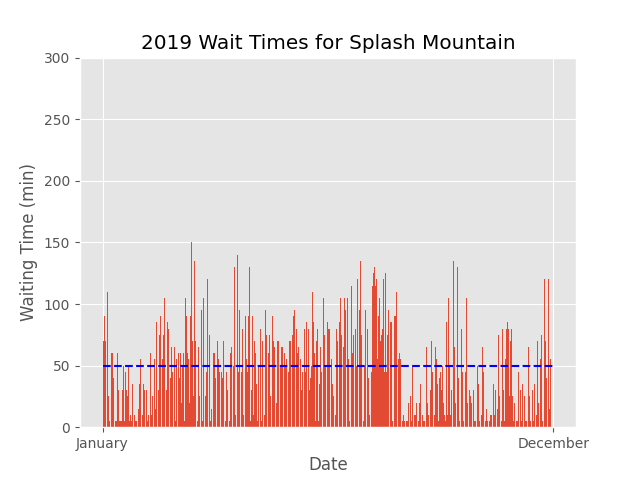 2019 Wait Times for Splash Mountain
300
250
200
150
100
50
0
Waiting Time (min)
January
December
Date